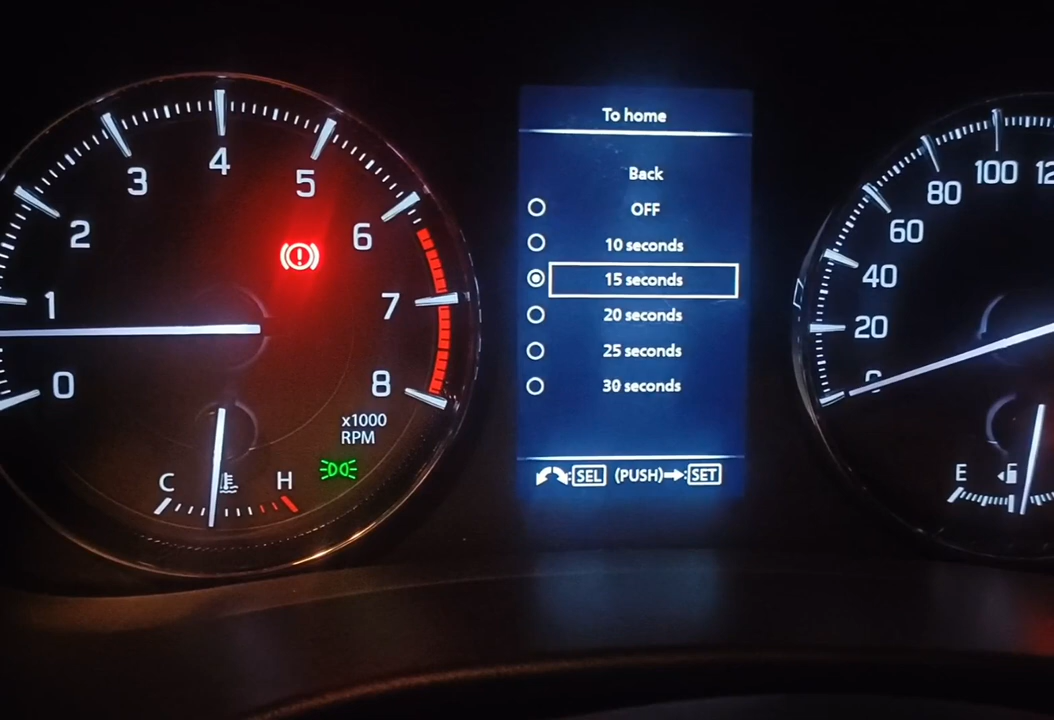 0
1
2
3
4
5
6
7
8
x1000
RPM
C
H
To home
Back
OFF
10 seconds
15 seconds
20 seconds
25 seconds
30 seconds
:SEL (PUSH)➡:SET
0
20
40
60
80
100
E